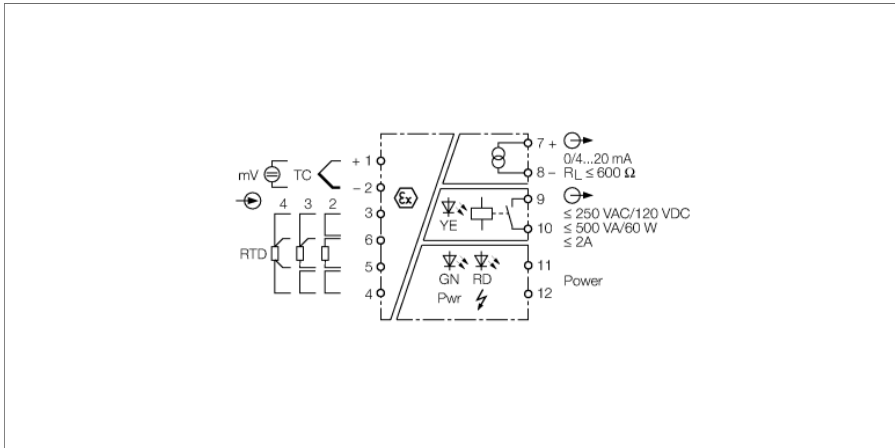 mV
TC
+ 1
− 2
4 3 2
3
RTD
6
5
4
Ex
7 +
0/4...20 mA
8 −
RL ≤ 600 Ω
9
YE
10
≤ 250 VAC/120 VDC
≤ 500 VA/60 W
≤ 2A
GN RD
Pwr
11
12
Power